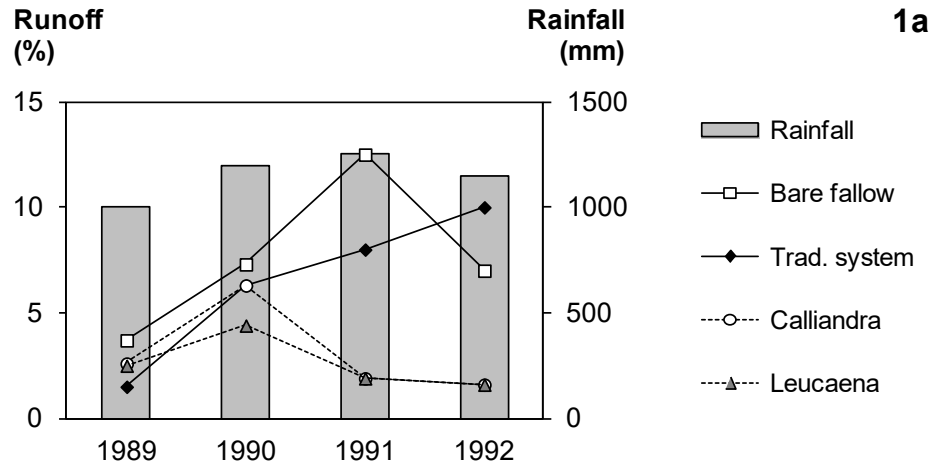 Runoff
(%)
Rainfall
(mm)
1a
15
10
5
0
1500
1000
500
0
1989 1990 1991 1992
Rainfall
Bare fallow
Trad. system
Calliandra
Leucaena